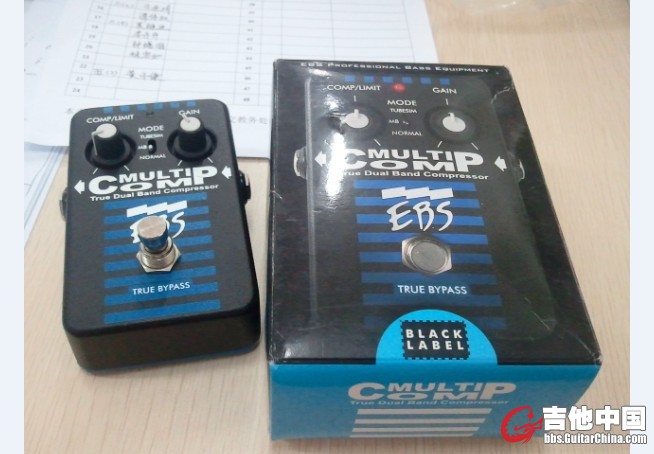 EBS PROFESSIONAL BASS EQUIPMENT
COMP/LIMIT
GAIN
MODE
TUBESIM
MB
NORMAL
MULTI
COMP
True Dual Band Compressor
EBS
TRUE BYPASS
COMP/LIMIT
GAIN
MODE
TUBESIM
MB
NORMAL
MULTI
COMP
True Dual Band Compressor
EBS
TRUE BYPASS
BLACK
LABEL
MULTI
COMP
True Dual Band Compressor
吉他中国
bbs.GuitarChina.com